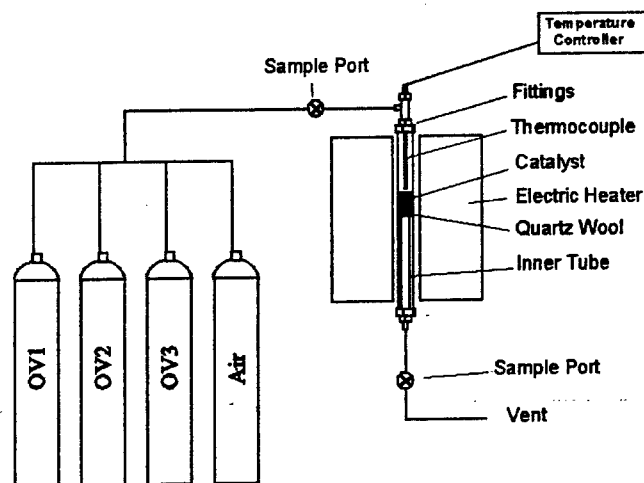 Temperature
Controller
Sample Port
Fittings
Thermocouple
Catalyst
Electric Heater
Quartz Wool
Inner Tube
OV1
OV2
OV3
Air
Sample Port
Vent